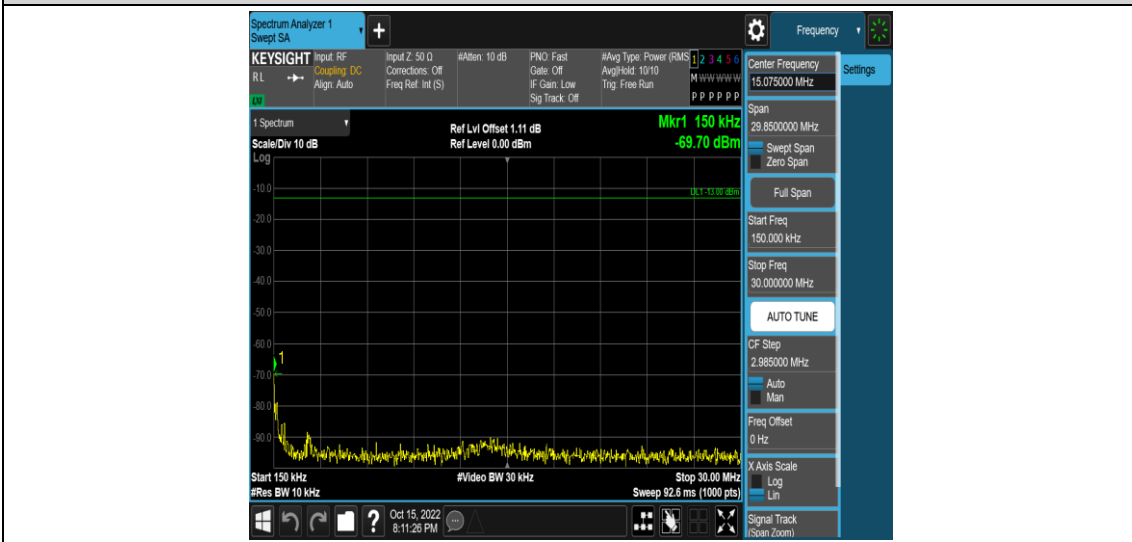 Spectrum Analyzer 1
Swept SA
+
Frequency
KEYSIGHT
RL
LXI
Input: RF
Coupling: DC
Align: Auto
Input Z: 50 Ω
Corrections: Off
Freq Ref: Int (S)
#Atten: 10 dB
PNO: Fast
Gate: Off
IF Gain: Low
Sig Track: Off
#Avg Type: Power (RMS
Avg|Hold: 10/10
Trig: Free Run
1 2 3 4 5 6
M W W W W W
P P P P P P
1 Spectrum
Scale/Div 10 dB
Log
Ref Lvl Offset 1.11 dB
Ref Level 0.00 dBm
Mkr1 150 kHz
-69.70 dBm
DL1 -13.00 dBm
-10.0
-20.0
-30.0
-40.0
-50.0
-60.0
-70.0
-80.0
-90.0
1
Start 150 kHz
#Res BW 10 kHz
#Video BW 30 kHz
Stop 30.00 MHz
Sweep 92.6 ms (1000 pts)
?
Oct 15, 2022
8:11:26 PM
Center Frequency
15.075000 MHz
Settings
Span
29.8500000 MHz
Swept Span
Zero Span
Full Span
Start Freq
150.000 kHz
Stop Freq
30.000000 MHz
AUTO TUNE
CF Step
2.985000 MHz
Auto
Man
Freq Offset
0 Hz
X Axis Scale
Log
Lin
Signal Track
(Span Zoom)